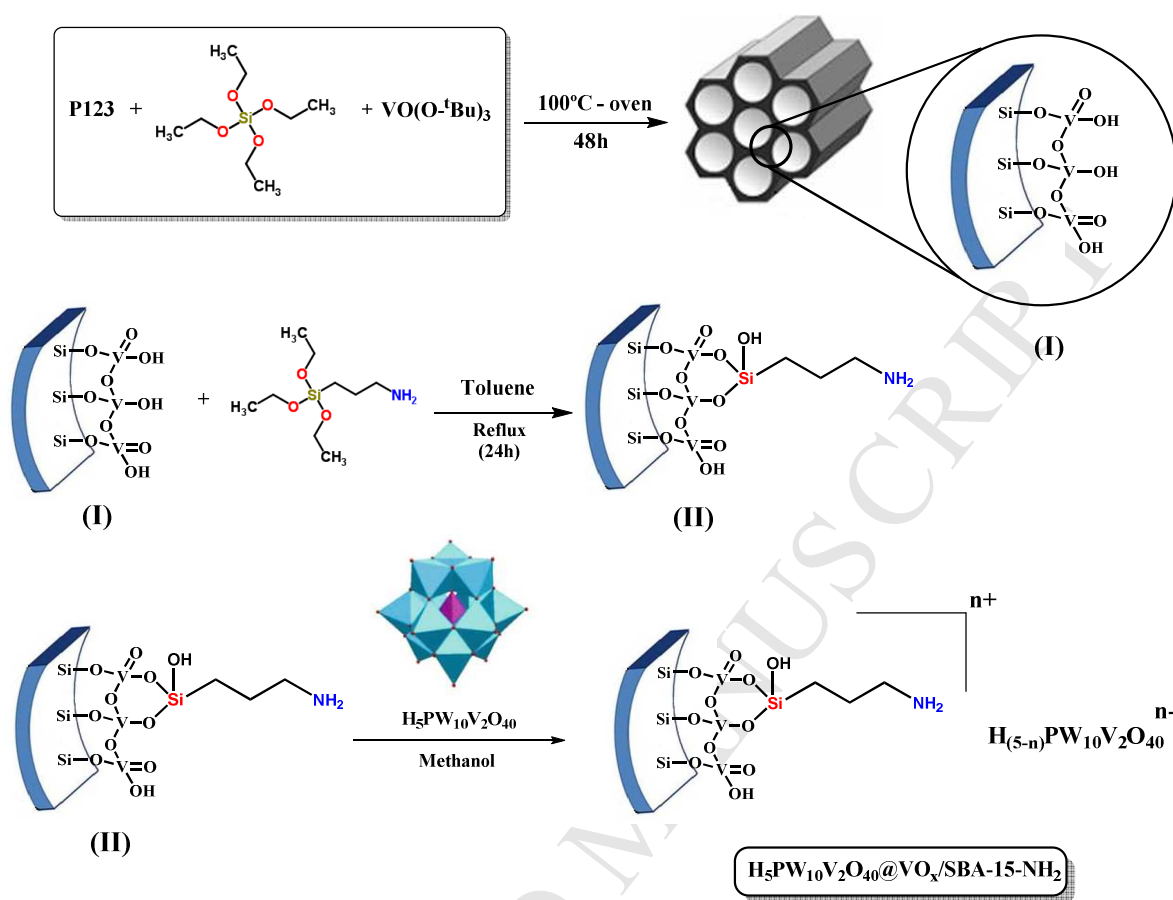 P123 + H₃C O O Si O O CH₃ CH₃ H₃C + VO(O-ᵗBu)₃
100ºC - oven
48h
Si O V O OH
O
Si O V OH
O
Si O V=O
OH
(I)
Si O V O OH
O
Si O V OH
O
Si O V=O
OH
(I)
+
CH₃
O
H₃C O Si NH₂
O
CH₃
Toluene
Reflux
(24h)
O OH
Si-O-V O
O Si NH₂
Si O-V-O
O
Si O V=O
OH
(II)
O OH
Si-O-V O
O Si NH₂
Si O-V-O
O
Si O V=O
OH
(II)
H₅PW₁₀V₂O₄₀
Methanol
n+
O OH
Si-O-V O
O Si NH₂
Si O-V-O
O
Si O V=O
OH
n-
H₍₅₋ₙ₎PW₁₀V₂O₄₀
H₅PW₁₀V₂O₄₀@VOₓ/SBA-15-NH₂